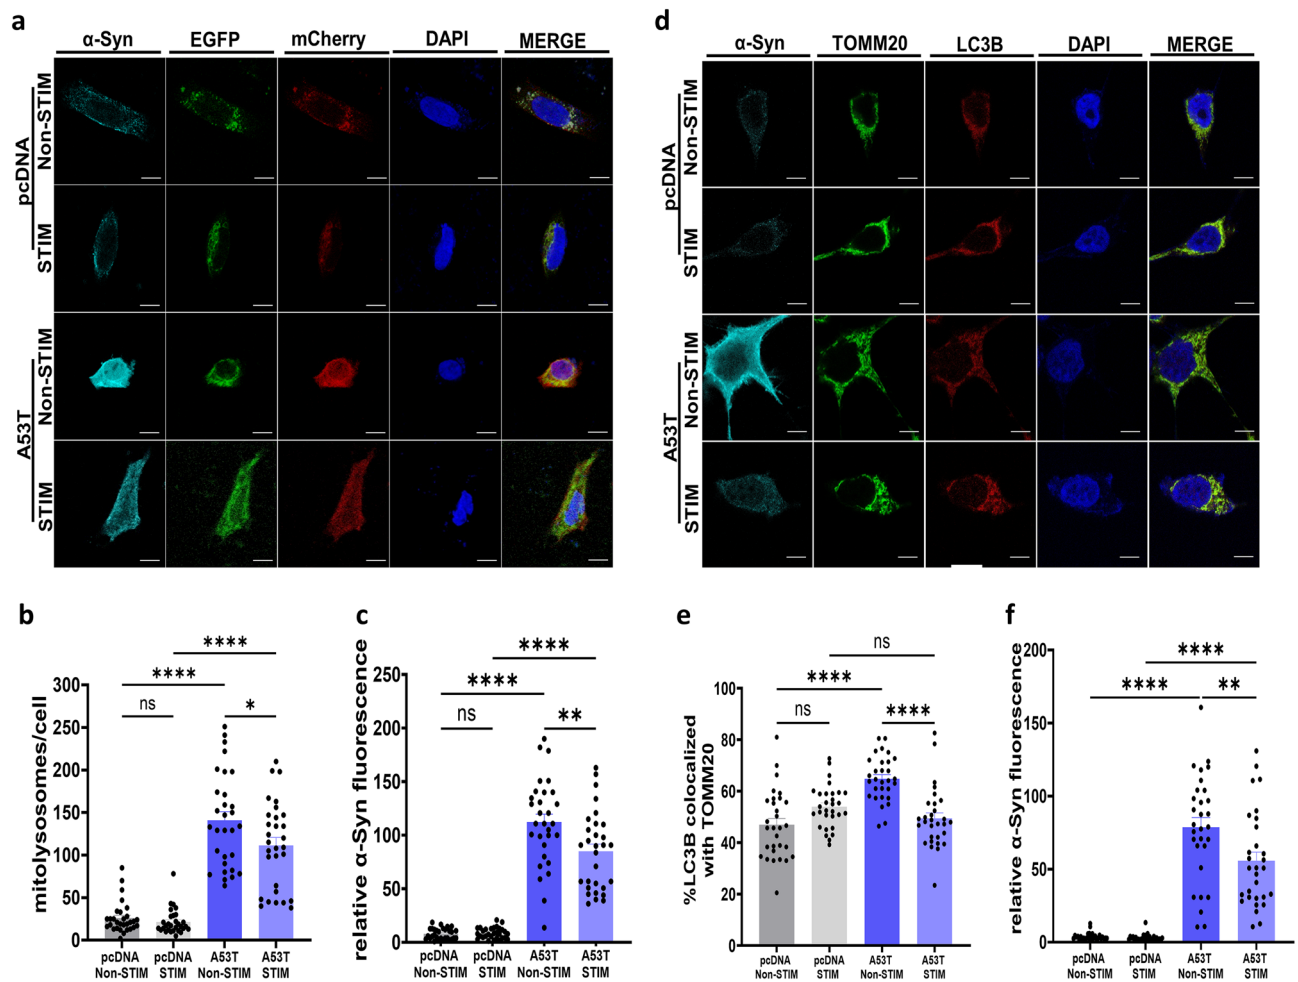 a
α-Syn EGFP mCherry DAPI MERGE
pcDNA
Non-STIM
STIM
A53T
Non-STIM
STIM
d
α-Syn TOMM20 LC3B DAPI MERGE
pcDNA
Non-STIM
STIM
A53T
Non-STIM
STIM
b
mitolysosomes/cell
300
250
200
150
100
50
0
****
****
ns
*
pcDNA Non-STIM
pcDNA STIM
A53T Non-STIM
A53T STIM
c
relative α-Syn fluorescence
250
200
150
100
50
0
****
****
ns
**
pcDNA Non-STIM
pcDNA STIM
A53T Non-STIM
A53T STIM
e
%LC3B colocalized
with TOMM20
100
80
60
40
20
0
ns
****
ns
****
pcDNA Non-STIM
pcDNA STIM
A53T Non-STIM
A53T STIM
f
relative α-Syn fluorescence
200
150
100
50
0
****
****
**
pcDNA Non-STIM
pcDNA STIM
A53T Non-STIM
A53T STIM